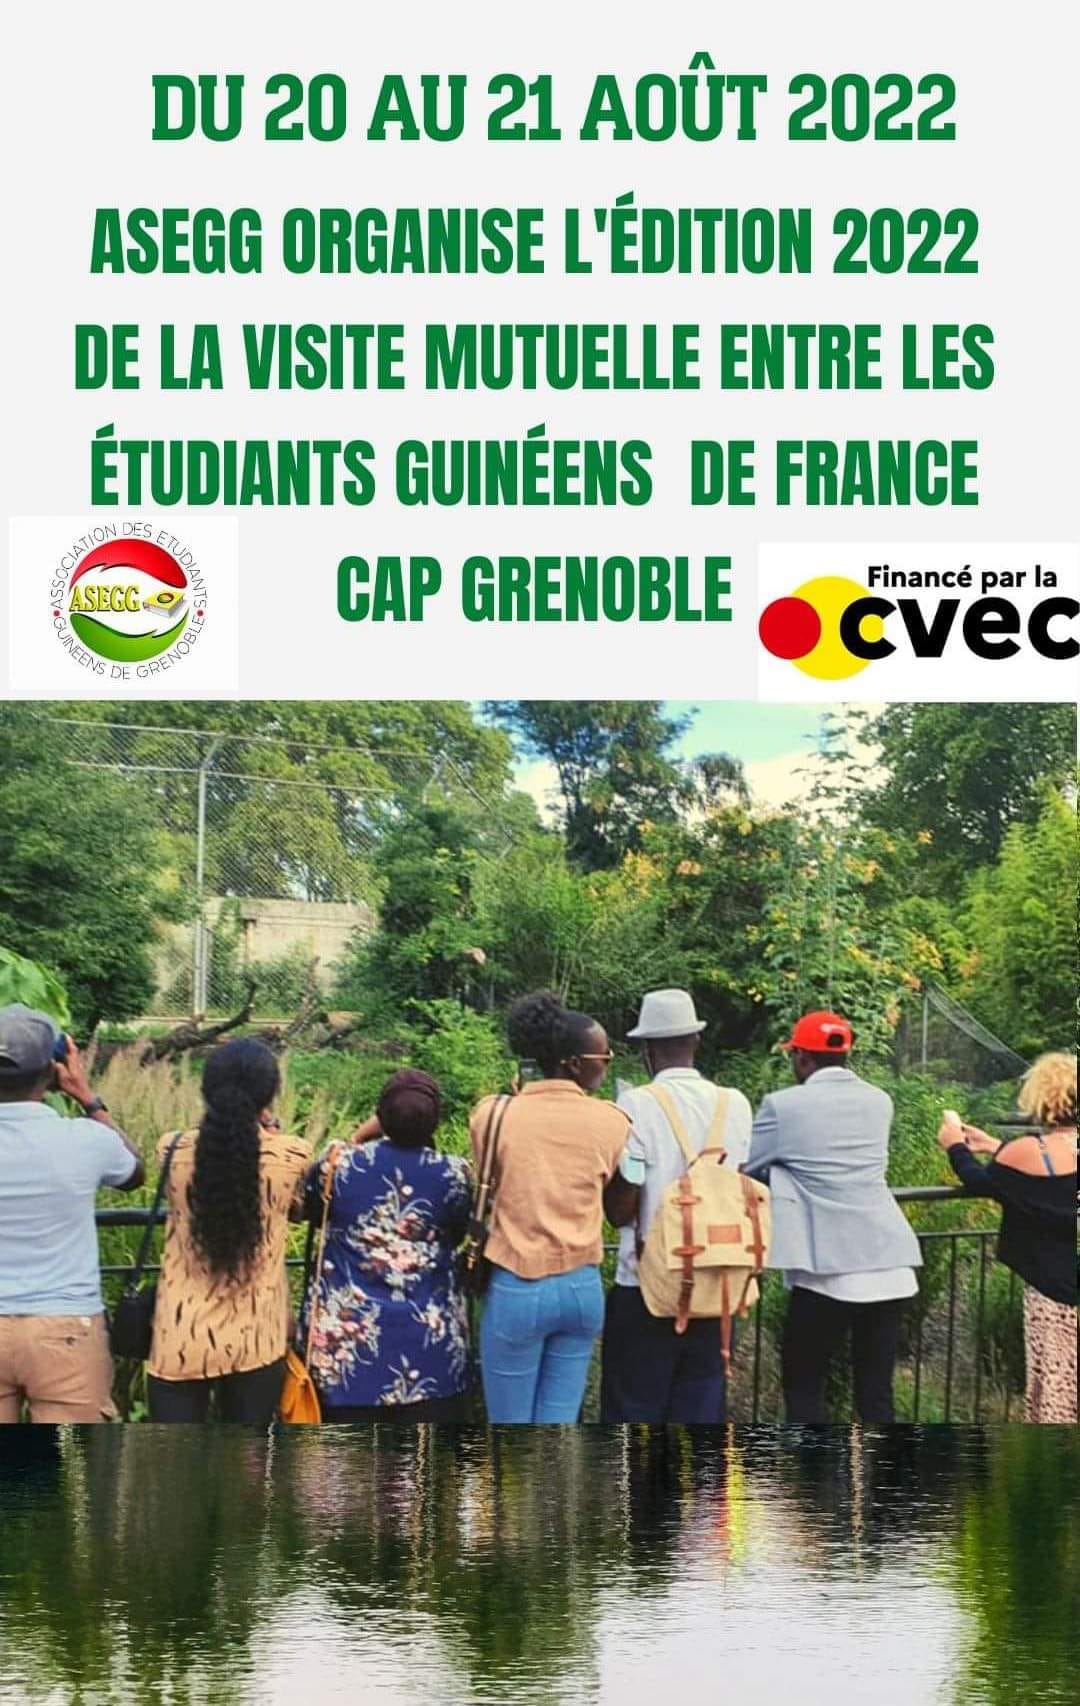 DU 20 AU 21 AOÛT 2022
ASEGG ORGANISE L'ÉDITION 2022
DE LA VISITE MUTUELLE ENTRE LES
ÉTUDIANTS GUINÉENS DE FRANCE
CAP GRENOBLE
ASSOCIATION DES ETUDIANTS
ASEGG
GUINEENS DE GRENOBLE
Financé par la
cvec